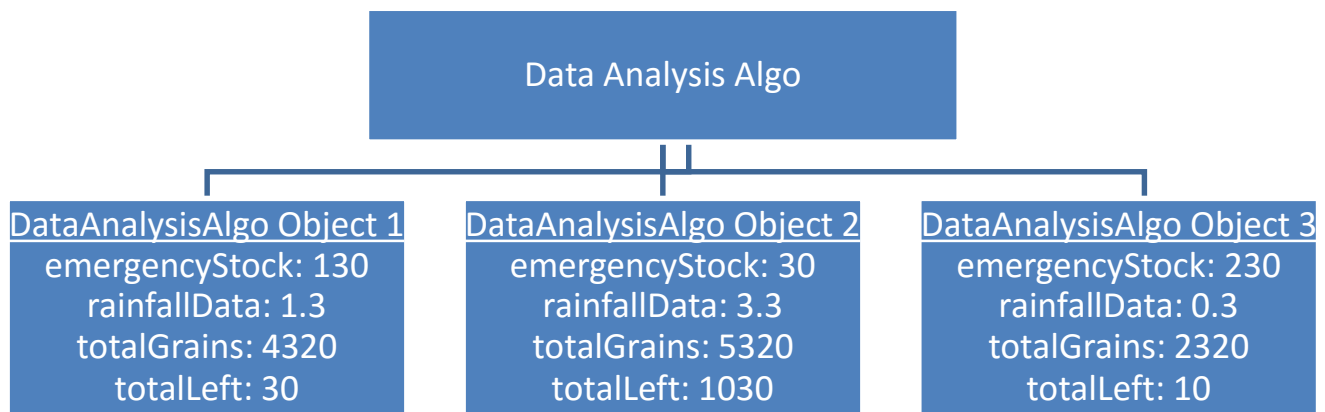 Data Analysis Algo
DataAnalysisAlgo Object 1
emergencyStock: 130
rainfallData: 1.3
totalGrains: 4320
totalLeft: 30
DataAnalysisAlgo Object 2
emergencyStock: 30
rainfallData: 3.3
totalGrains: 5320
totalLeft: 1030
DataAnalysisAlgo Object 3
emergencyStock: 230
rainfallData: 0.3
totalGrains: 2320
totalLeft: 10